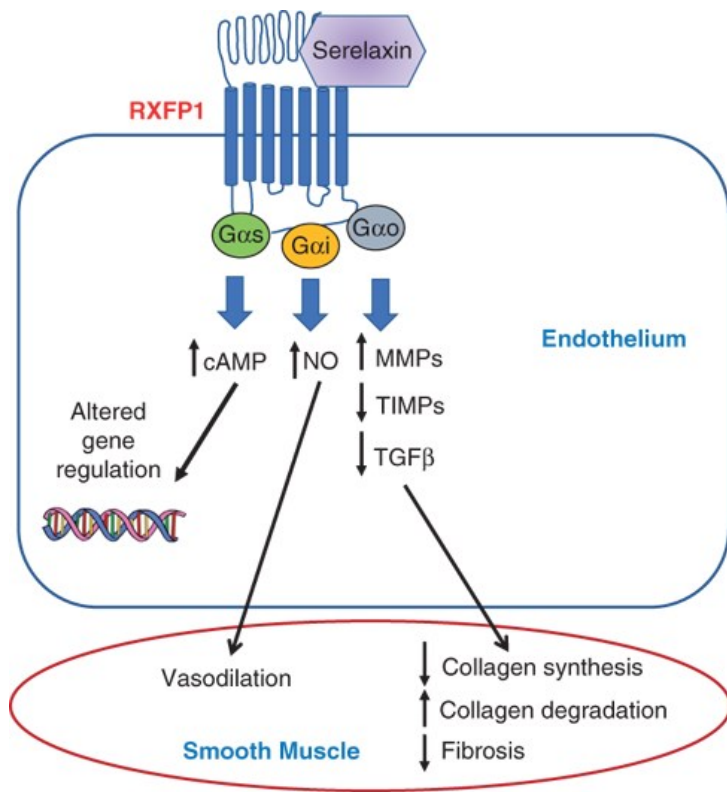 Serelaxin
RXFP1
Gαs
Gαi
Gαo
Endothelium
cAMP
NO
MMPs
TIMPs
TGFβ
Altered
gene
regulation
Vasodilation
Collagen synthesis
Collagen degradation
Fibrosis
Smooth Muscle